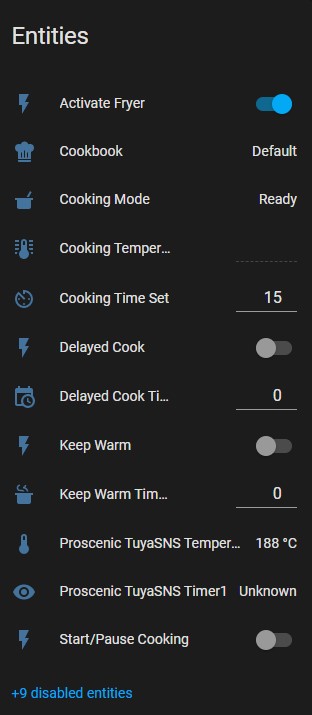 Entities
Activate Fryer
Cookbook Default
Cooking Mode Ready
Cooking Temper...
Cooking Time Set 15
Delayed Cook
Delayed Cook Ti... 0
Keep Warm
Keep Warm Tim... 0
Proscenic TuyaSNS Temper... 188 °C
Proscenic TuyaSNS Timer1 Unknown
Start/Pause Cooking
+9 disabled entities